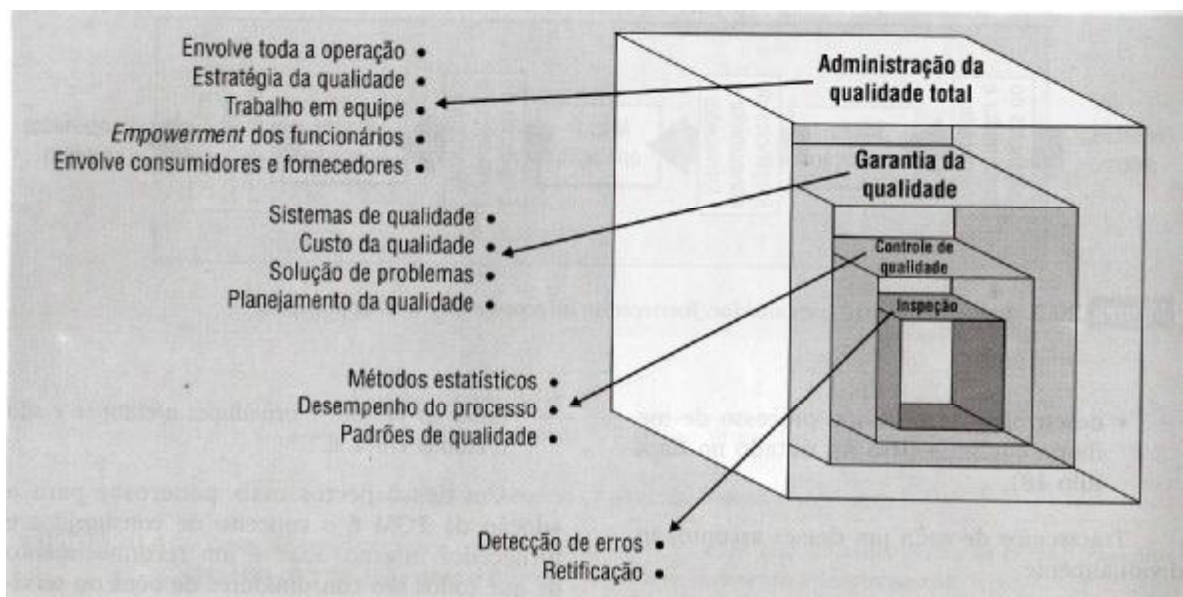 Envolve toda a operação •
Estratégia da qualidade •
Trabalho em equipe •
Empowerment dos funcionários •
Envolve consumidores e fornecedores •
Administração da
qualidade total
Garantia da
qualidade
Sistemas de qualidade •
Custo da qualidade •
Solução de problemas •
Planejamento da qualidade •
Controle de
qualidade
Inspeção
Métodos estatísticos •
Desempenho do processo •
Padrões de qualidade •
Detecção de erros •
Retificação •